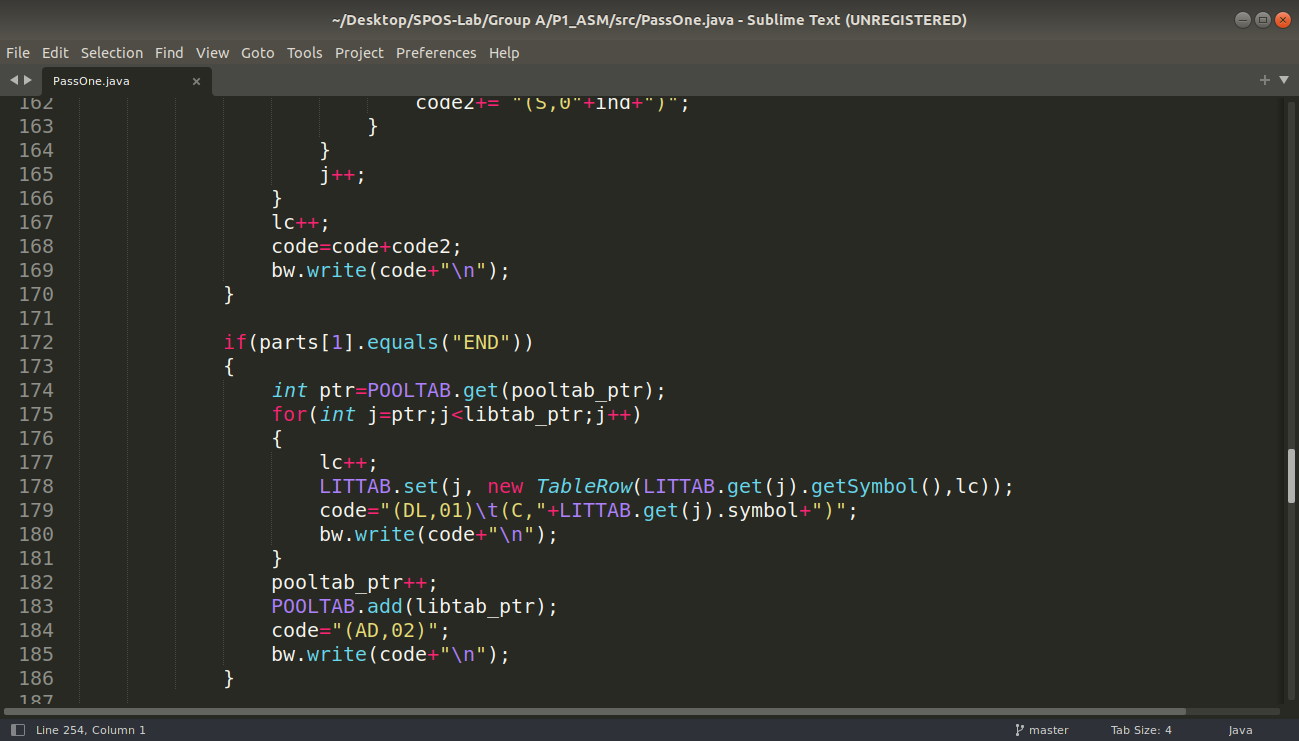 ~/Desktop/SPOS-Lab/Group A/P1_ASM/src/PassOne.java - Sublime Text (UNREGISTERED)
File Edit Selection Find View Goto Tools Project Preferences Help
PassOne.java
162 code2+= "(S,0"+ind+")";
163 }
164 }
165 j++;
166 }
167 lc++;
168 code=code+code2;
169 bw.write(code+"\n");
170 }
171
172 if(parts[1].equals("END"))
173 {
174 int ptr=POOLTAB.get(pooltab_ptr);
175 for(int j=ptr;j<libtab_ptr;j++)
176 {
177 lc++;
178 LITTAB.set(j, new TableRow(LITTAB.get(j).getSymbol(),lc));
179 code="(DL,01)\t(C,"+LITTAB.get(j).symbol+")";
180 bw.write(code+"\n");
181 }
182 pooltab_ptr++;
183 POOLTAB.add(libtab_ptr);
184 code="(AD,02)";
185 bw.write(code+"\n");
186 }
187
Line 254, Column 1
master
Tab Size: 4
Java